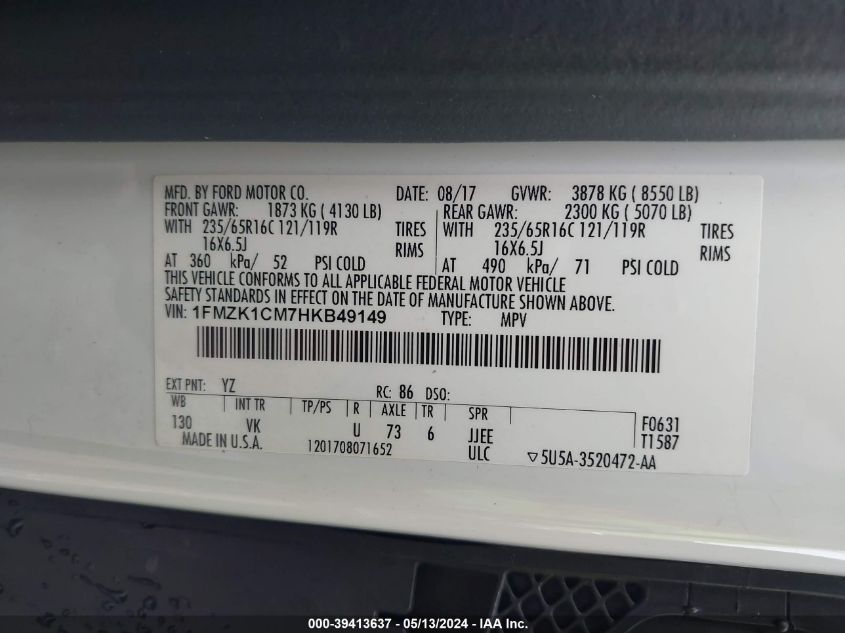 MFD. BY FORD MOTOR CO. DATE: 08/17 GVWR: 3878 KG ( 8550 LB)
FRONT GAWR: 1873 KG ( 4130 LB) REAR GAWR: 2300 KG ( 5070 LB)
WITH 235/65R16C 121/119R TIRES WITH 235/65R16C 121/119R TIRES
16X6.5J RIMS 16X6.5J RIMS
AT 360 kPa/ 52 PSI COLD AT 490 kPa/ 71 PSI COLD
THIS VEHICLE CONFORMS TO ALL APPLICABLE FEDERAL MOTOR VEHICLE
SAFETY STANDARDS IN EFFECT ON THE DATE OF MANUFACTURE SHOWN ABOVE.
VIN: 1FMZK1CM7HKB49149 TYPE: MPV
EXT PNT: YZ RC: 86 DSO:
WB INT TR TP/PS R AXLE TR SPR F0631
130 VK U 73 6 JJEE T1587
MADE IN U.S.A. 1201708071652 ULC ▽5U5A-3520472-AA
000-39413637 - 05/13/2024 - IAA Inc.